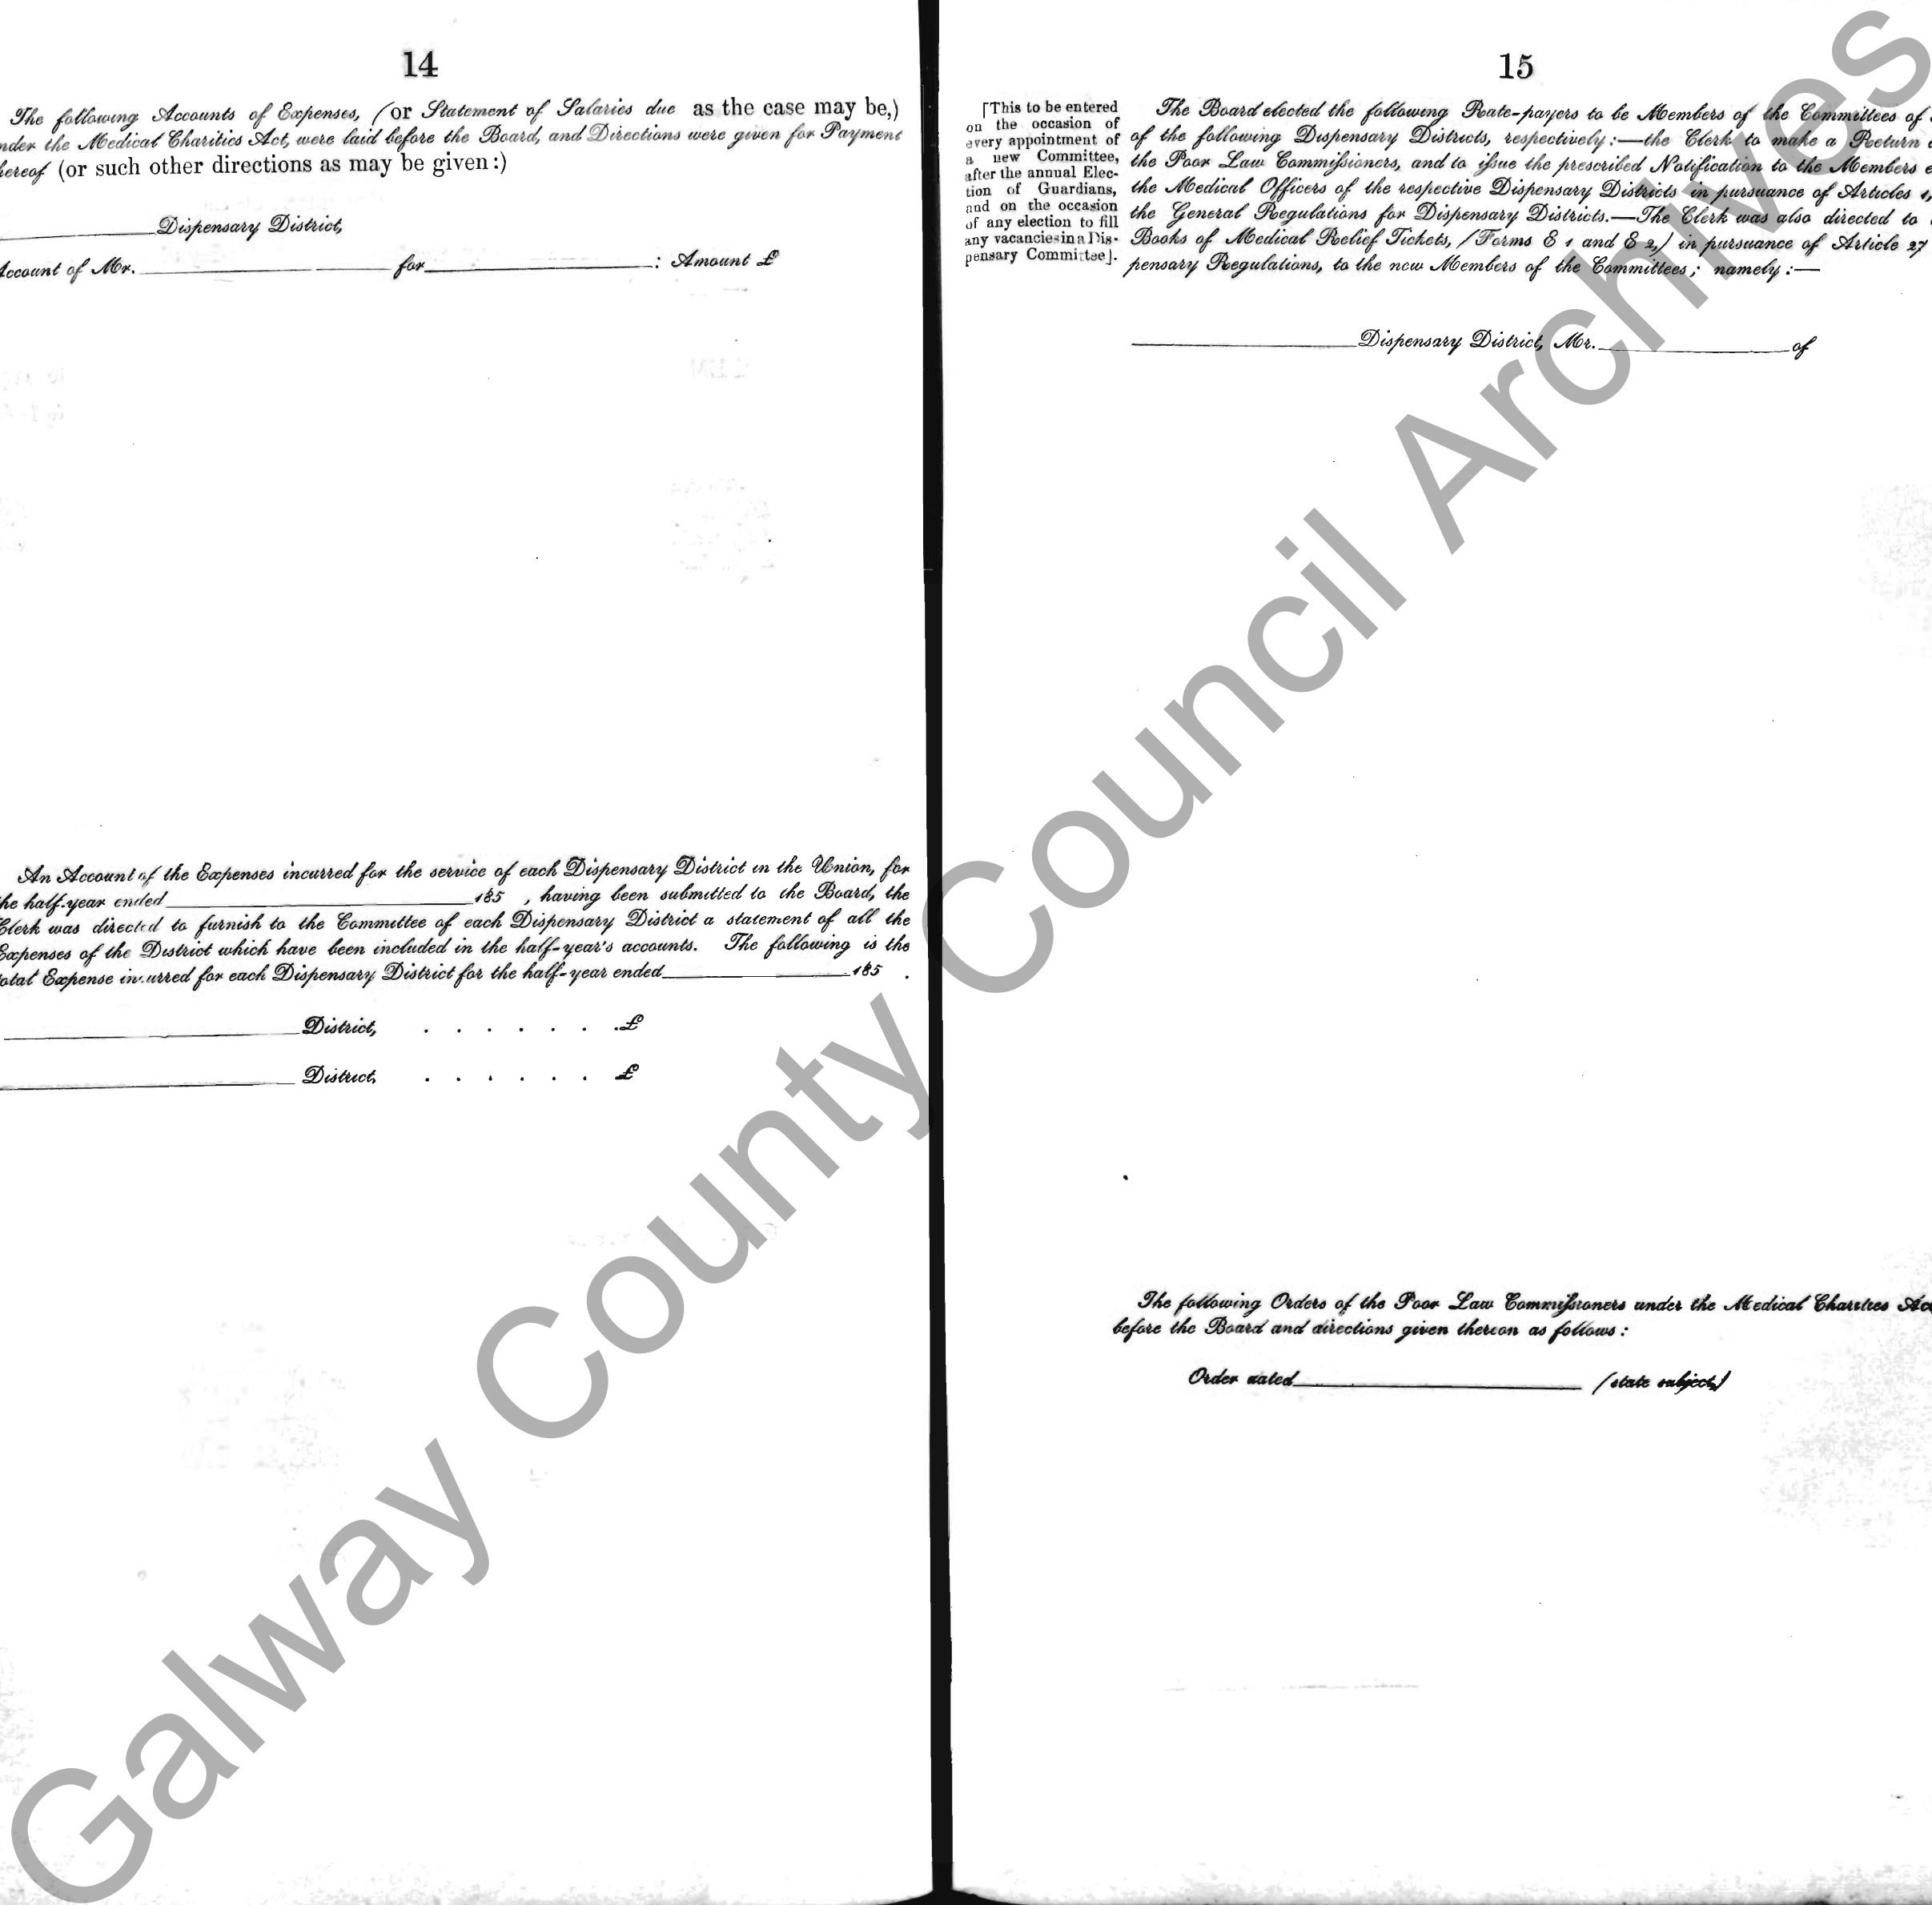 14
The following Accounts of Expenses, (or Statement of Salaries due as the case may be,)
nder the Medical Charities Act, were laid before the Board, and Directions were given for Payment
hereof (or such other directions as may be given:)
Dispensary District,
Account of Mr. for : Amount £
An Account of the Expenses incurred for the service of each Dispensary District in the Union, for
he half-year ended 185 , having been submitted to the Board, the
Clerk was directed to furnish to the Committee of each Dispensary District a statement of all the
Expenses of the District which have been included in the half-year's accounts. The following is the
otal Expense incurred for each Dispensary District for the half-year ended 185 .
District, . . . . . . .£
District, . . . . . . £
15
[This to be entered
on the occasion of
every appointment of
a new Committee,
after the annual Elec-
tion of Guardians,
and on the occasion
of any election to fill
any vacancies in a Dis-
pensary Committee].
The Board elected the following Rate-payers to be Members of the Committees of
of the following Dispensary Districts, respectively:—the Clerk to make a Return
the Poor Law Commissioners, and to issue the prescribed Notification to the Members
the Medical Officers of the respective Dispensary Districts in pursuance of Articles 1,
the General Regulations for Dispensary Districts.—The Clerk was also directed to
Books of Medical Relief Tickets, (Forms E 1 and E 2,) in pursuance of Article 27
pensary Regulations, to the new Members of the Committees; namely:—
Dispensary District, Mr. of
The following Orders of the Poor Law Commissioners under the Medical Charities Ac
before the Board and directions given thereon as follows:
Order dated (state subject,)
Galway County Council Archives